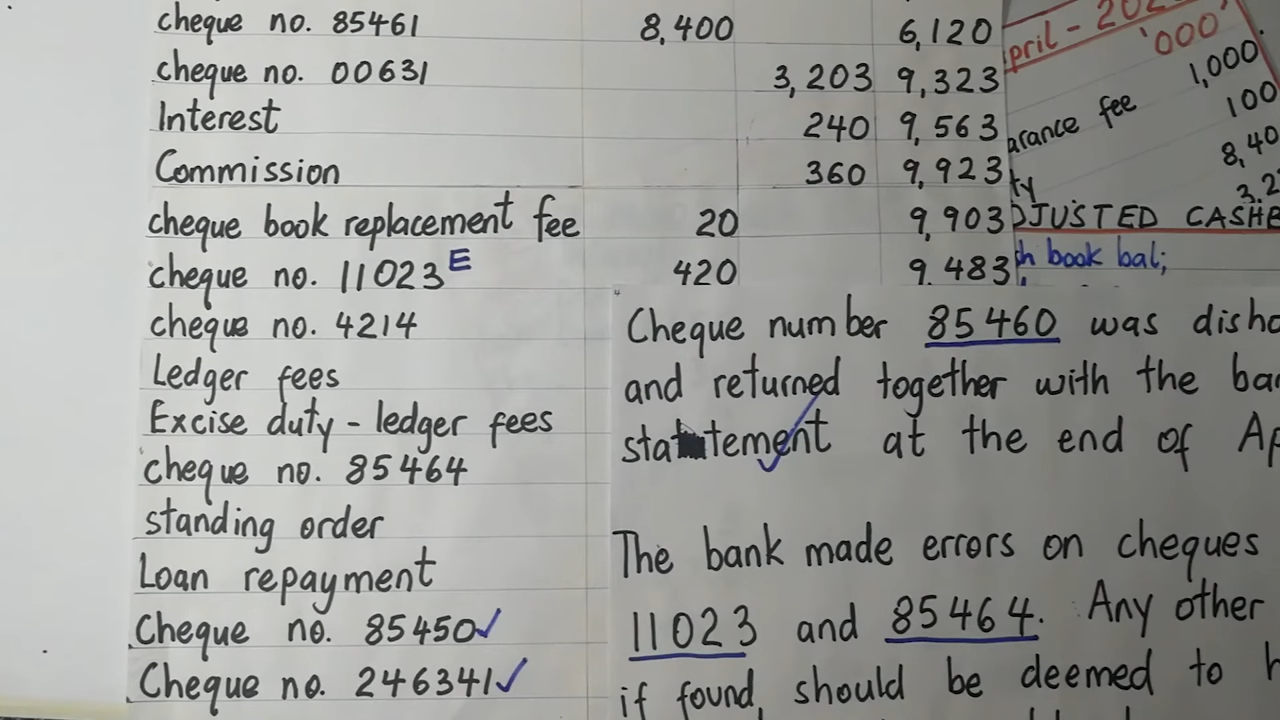 cheque no. 85461 8,400 6,120
cheque no. 00631 3,203 9,323
Interest 240 9,563
Commission 360 9,923
cheque book replacement fee 20 9,903
cheque no. 11023 E 420 9.483
cheque no. 4214
Ledger fees
Excise duty - ledger fees
cheque no. 85464
standing order
Loan repayment
Cheque no. 85450✓
Cheque no. 246341✓
pril - 202
'000'
1,000
arance fee 100
8,40
ty 3,2
DJUSTED CASHB
h book bal;
Cheque number 85460 was disho
and returned together with the ban
statement at the end of Ap
The bank made errors on cheques
11023 and 85464. Any other
if found, should be deemed to h